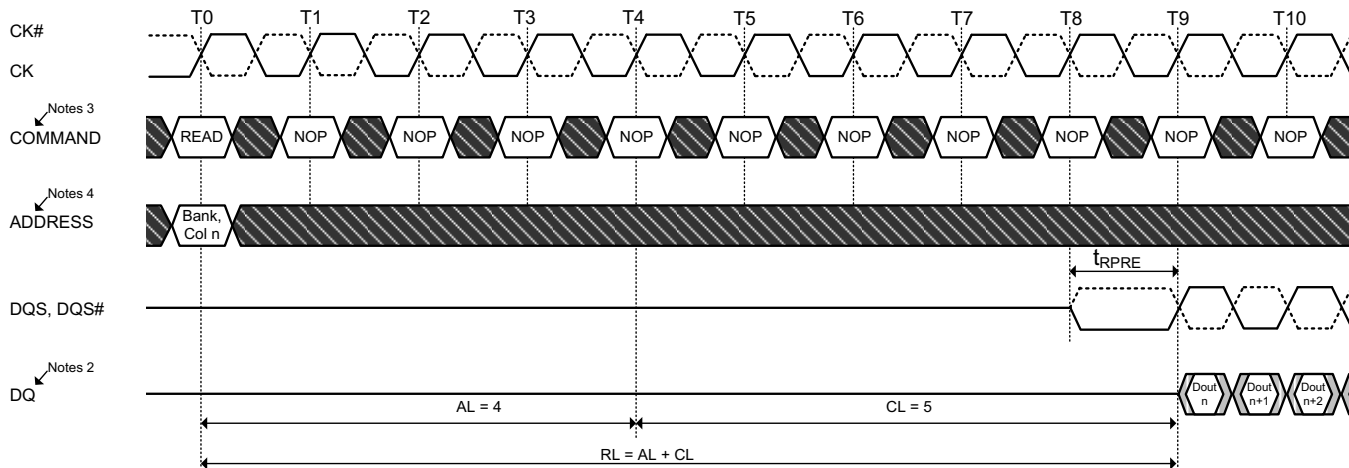 T0 T1 T2 T3 T4 T5 T6 T7 T8 T9 T10
CK#
CK
Notes 3
COMMAND
READ NOP NOP NOP NOP NOP NOP NOP NOP NOP NOP
Notes 4
ADDRESS
Bank,
Col n
tRPRE
DQS, DQS#
Notes 2
DQ
Dout
n
Dout
n+1
Dout
n+2
AL = 4
CL = 5
RL = AL + CL